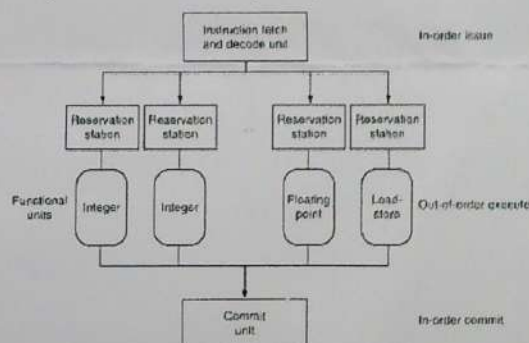 Instruction fetch
and decode unit
In-order issue
Reservation
station
Reservation
station
Reservation
station
Reservation
station
Functional
units
Integer
Integer
Floating
point
Load-
store
Out-of-order execute
Commit
unit
In-order commit